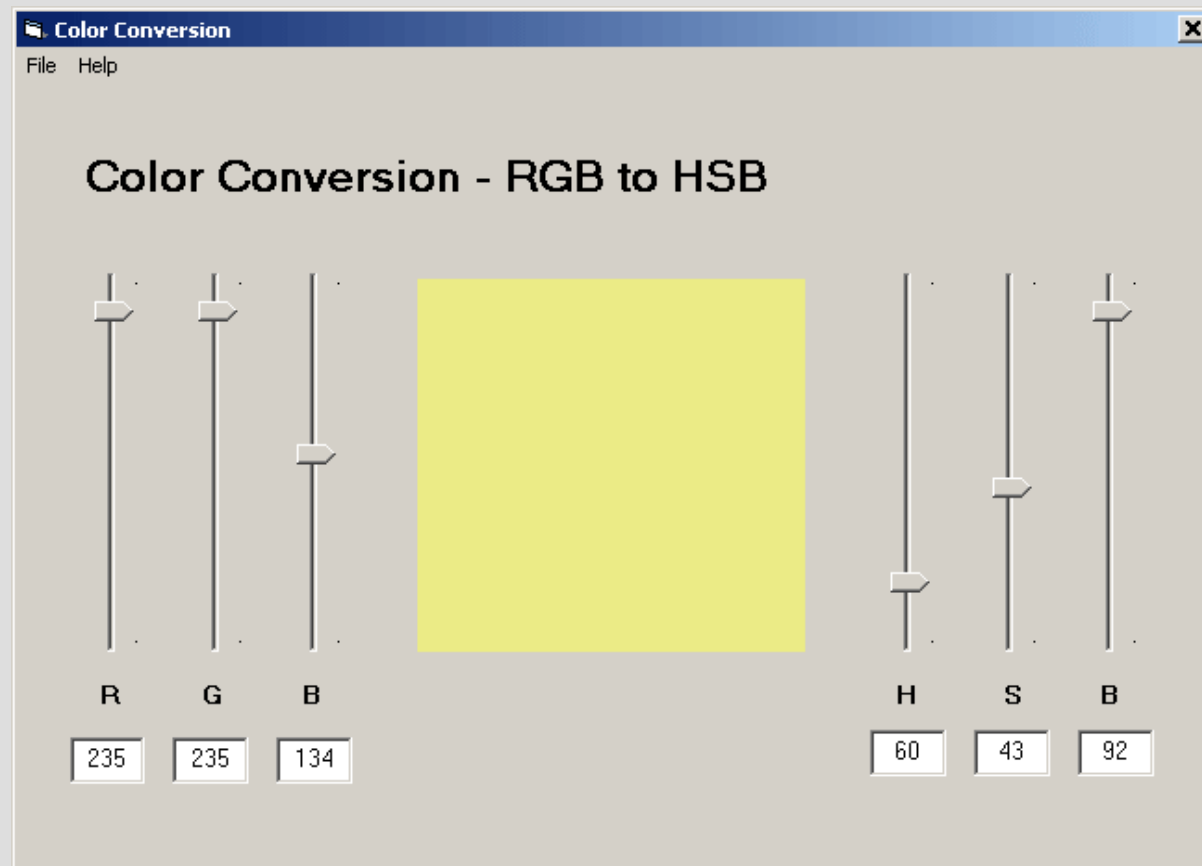 Color Conversion
File Help
Color Conversion - RGB to HSB
R G B H S B
235 235 134 60 43 92